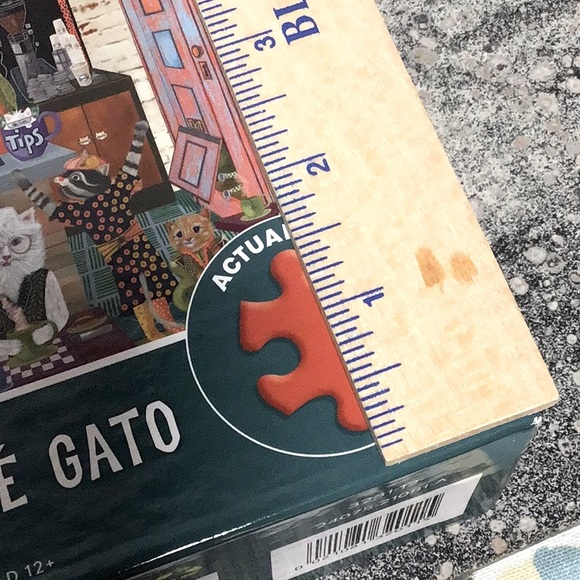 TIPS
3
BL
2
ACTUAL
1
É GATO
D 12+